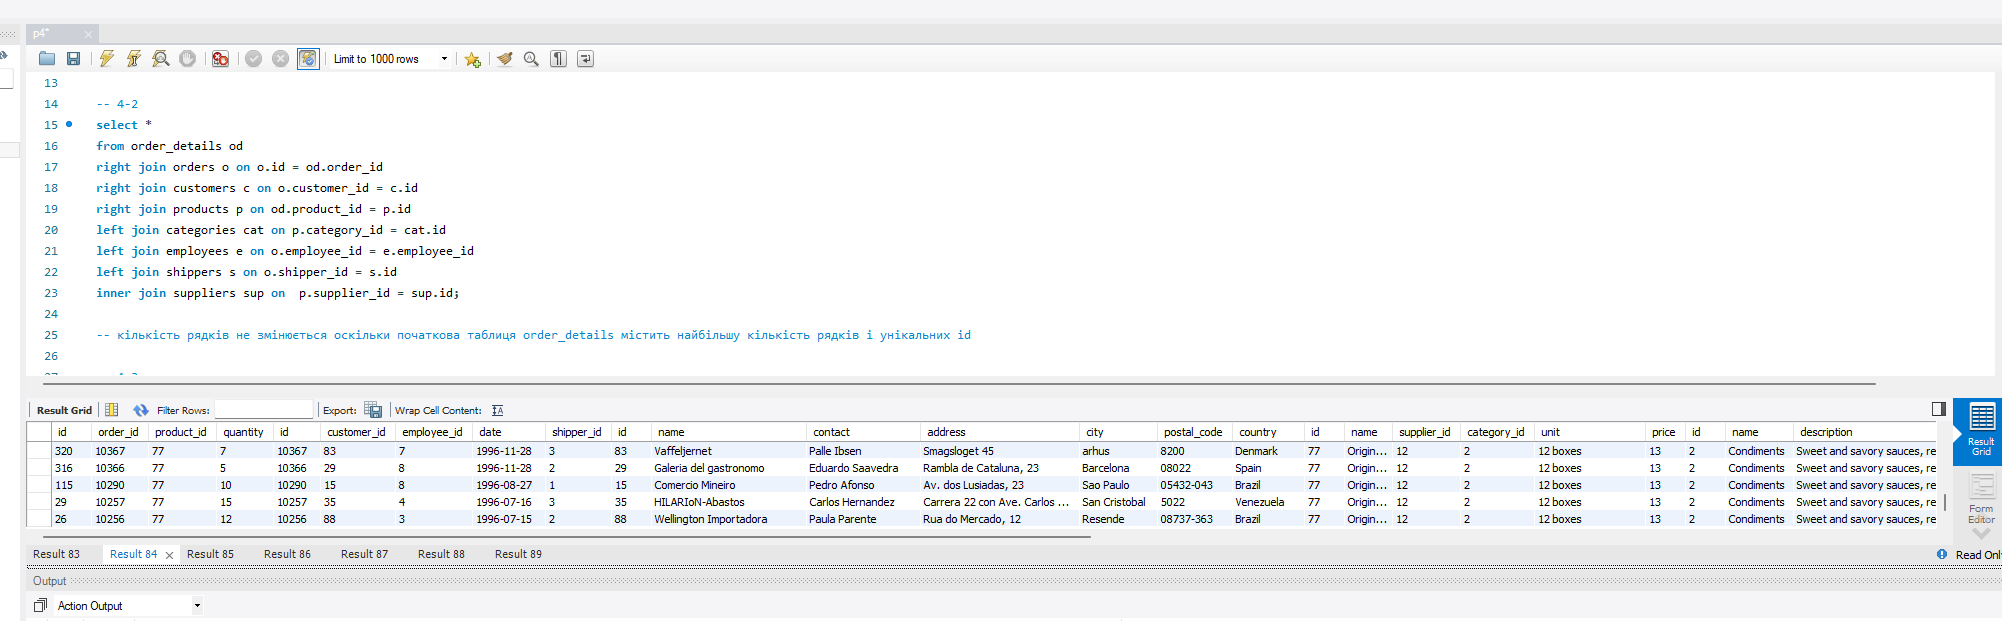 p4*
Limit to 1000 rows
13
14 -- 4-2
15 select *
16 from order_details od
17 right join orders o on o.id = od.order_id
18 right join customers c on o.customer_id = c.id
19 right join products p on od.product_id = p.id
20 left join categories cat on p.category_id = cat.id
21 left join employees e on o.employee_id = e.employee_id
22 left join shippers s on o.shipper_id = s.id
23 inner join suppliers sup on  p.supplier_id = sup.id;
24
25 -- кількість рядків не змінюється оскільки початкова таблиця order_details містить найбільшу кількість рядків і унікальних id
26
Result Grid Filter Rows: Export: Wrap Cell Content:
id order_id product_id quantity id customer_id employee_id date shipper_id id name contact address city postal_code country id name supplier_id category_id unit price id name description
320 10367 77 7 10367 83 7 1996-11-28 3 83 Vaffeljernet Palle Ibsen Smagsloget 45 arhus 8200 Denmark 77 Origin... 12 2 12 boxes 13 2 Condiments Sweet and savory sauces, re
316 10366 77 5 10366 29 8 1996-11-28 2 29 Galeria del gastronomo Eduardo Saavedra Rambla de Cataluna, 23 Barcelona 08022 Spain 77 Origin... 12 2 12 boxes 13 2 Condiments Sweet and savory sauces, re
115 10290 77 10 10290 15 8 1996-08-27 1 15 Comercio Mineiro Pedro Afonso Av. dos Lusiadas, 23 Sao Paulo 05432-043 Brazil 77 Origin... 12 2 12 boxes 13 2 Condiments Sweet and savory sauces, re
29 10257 77 15 10257 35 4 1996-07-16 3 35 HILARIoN-Abastos Carlos Hernandez Carrera 22 con Ave. Carlos ... San Cristobal 5022 Venezuela 77 Origin... 12 2 12 boxes 13 2 Condiments Sweet and savory sauces, re
26 10256 77 12 10256 88 3 1996-07-15 2 88 Wellington Importadora Paula Parente Rua do Mercado, 12 Resende 08737-363 Brazil 77 Origin... 12 2 12 boxes 13 2 Condiments Sweet and savory sauces, re
Result Grid
Form Editor
Result 83 Result 84 Result 85 Result 86 Result 87 Result 88 Result 89
Read Onl
Output
Action Output